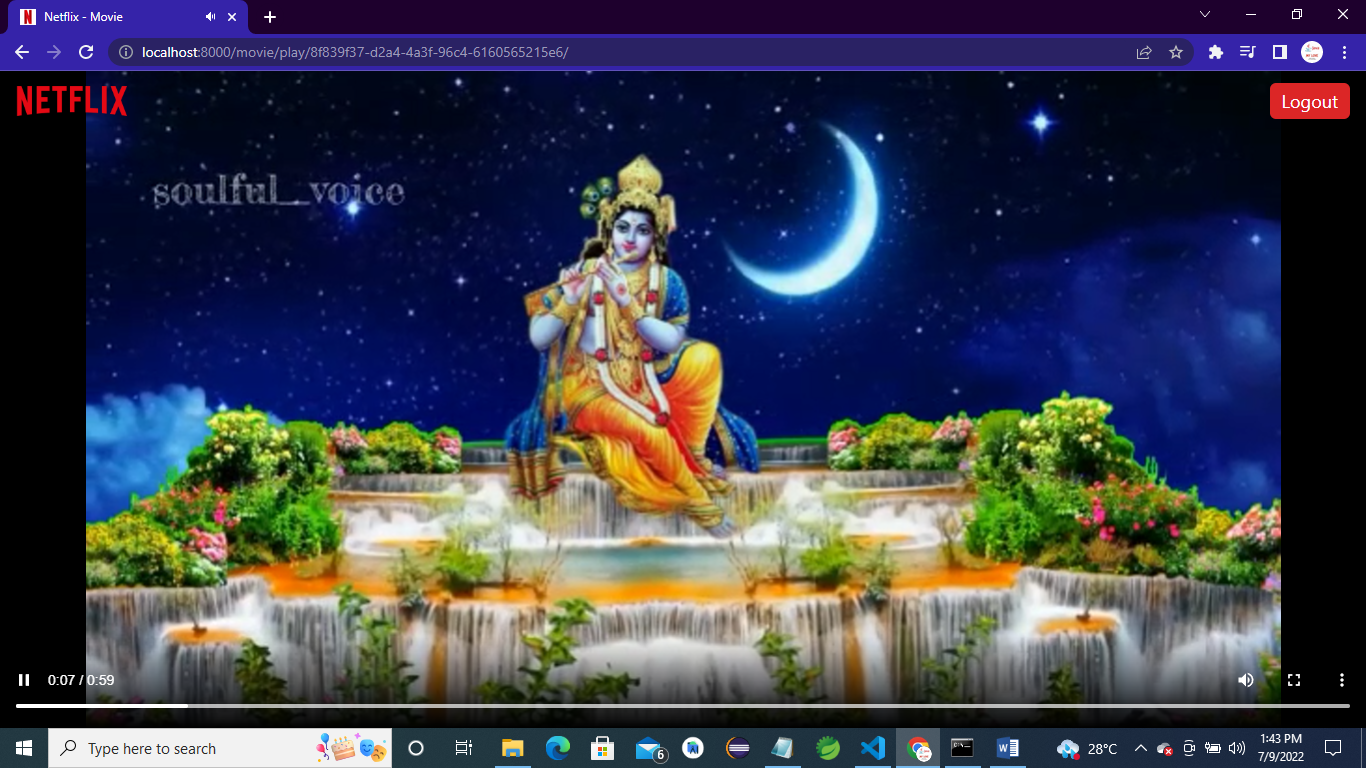 Netflix - Movie
localhost:8000/movie/play/8f839f37-d2a4-4a3f-96c4-6160565215e6/
NETFLIX
Logout
soulful_voice
0:07 / 0:59
Type here to search
6
28°C
1:43 PM
7/9/2022